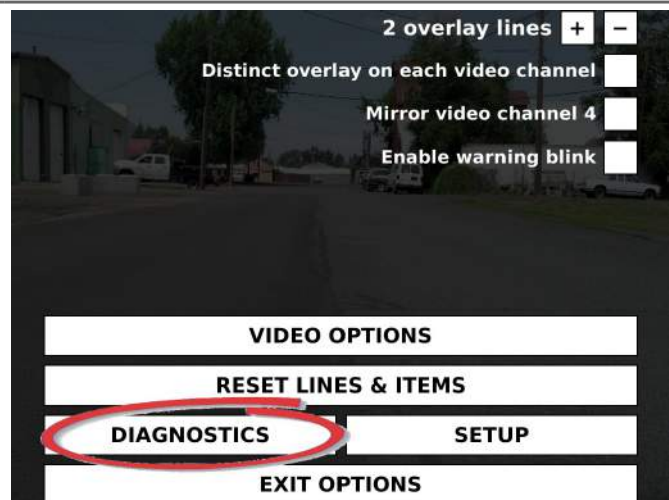 2 overlay lines + −
Distinct overlay on each video channel
Mirror video channel 4
Enable warning blink
VIDEO OPTIONS
RESET LINES & ITEMS
DIAGNOSTICS SETUP
EXIT OPTIONS